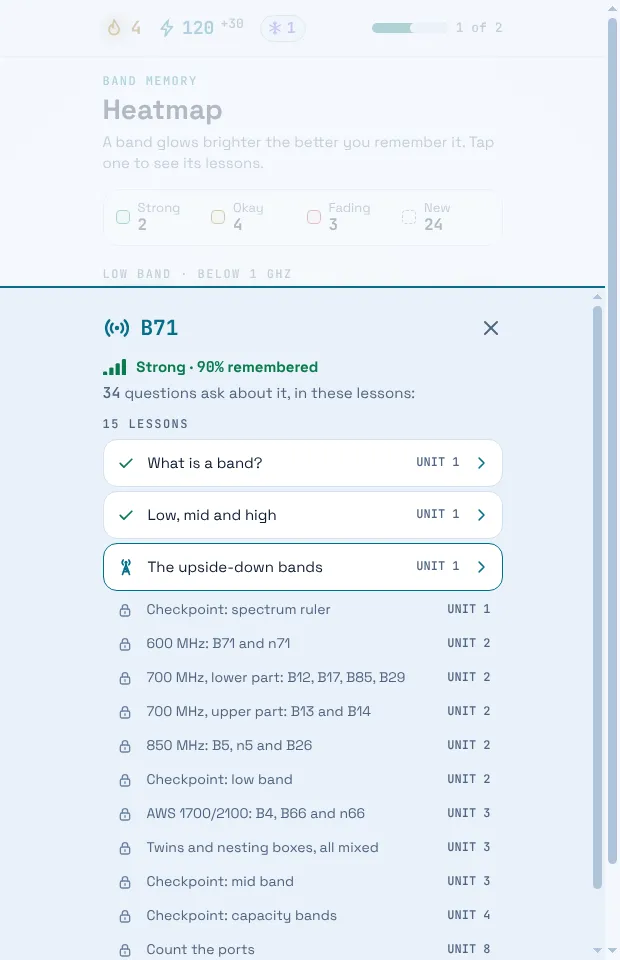 4 120 +30 1 1 of 2
BAND MEMORY
Heatmap
A band glows brighter the better you remember it. Tap
one to see its lessons.
Strong Okay Fading New
2 4 3 24
LOW BAND · BELOW 1 GHZ
B71
Strong · 90% remembered
34 questions ask about it, in these lessons:
15 LESSONS
What is a band? UNIT 1
Low, mid and high UNIT 1
The upside-down bands UNIT 1
Checkpoint: spectrum ruler UNIT 1
600 MHz: B71 and n71 UNIT 2
700 MHz, lower part: B12, B17, B85, B29 UNIT 2
700 MHz, upper part: B13 and B14 UNIT 2
850 MHz: B5, n5 and B26 UNIT 2
Checkpoint: low band UNIT 2
AWS 1700/2100: B4, B66 and n66 UNIT 3
Twins and nesting boxes, all mixed UNIT 3
Checkpoint: mid band UNIT 3
Checkpoint: capacity bands UNIT 4
Count the ports UNIT 8